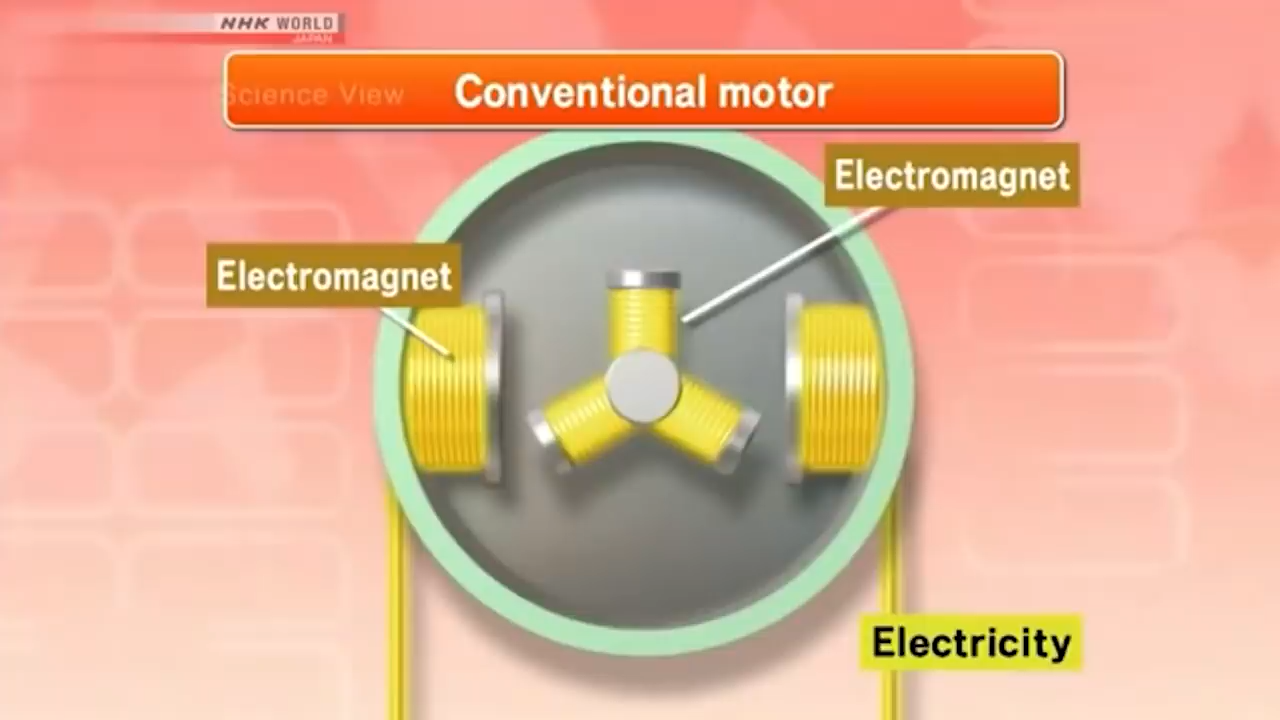 NHK WORLD
JAPAN
Science View
Conventional motor
Electromagnet
Electromagnet
Electricity